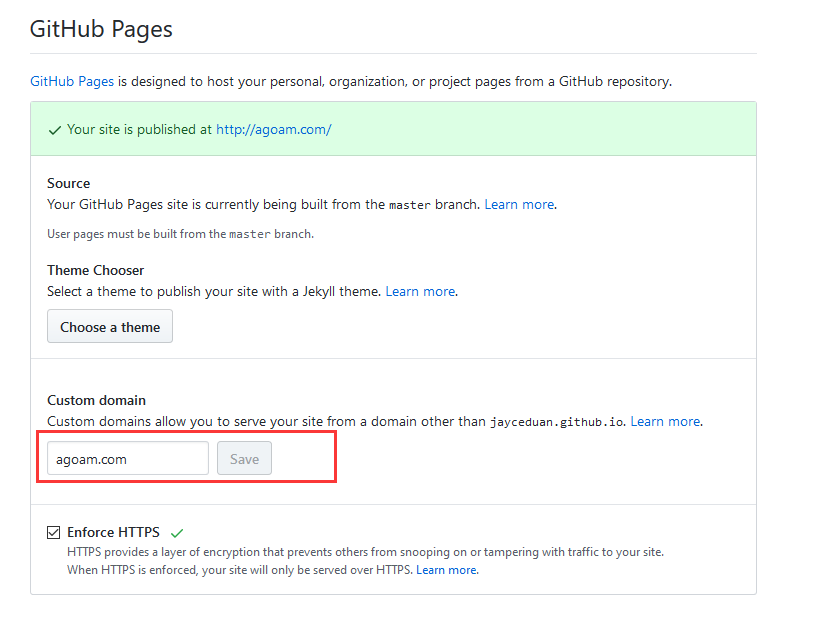 GitHub Pages
GitHub Pages is designed to host your personal, organization, or project pages from a GitHub repository.
Your site is published at http://agoam.com/
Source
Your GitHub Pages site is currently being built from the master branch. Learn more.
User pages must be built from the master branch.
Theme Chooser
Select a theme to publish your site with a Jekyll theme. Learn more.
Choose a theme
Custom domain
Custom domains allow you to serve your site from a domain other than jayceduan.github.io. Learn more.
agoam.com Save
Enforce HTTPS
HTTPS provides a layer of encryption that prevents others from snooping on or tampering with traffic to your site.
When HTTPS is enforced, your site will only be served over HTTPS. Learn more.